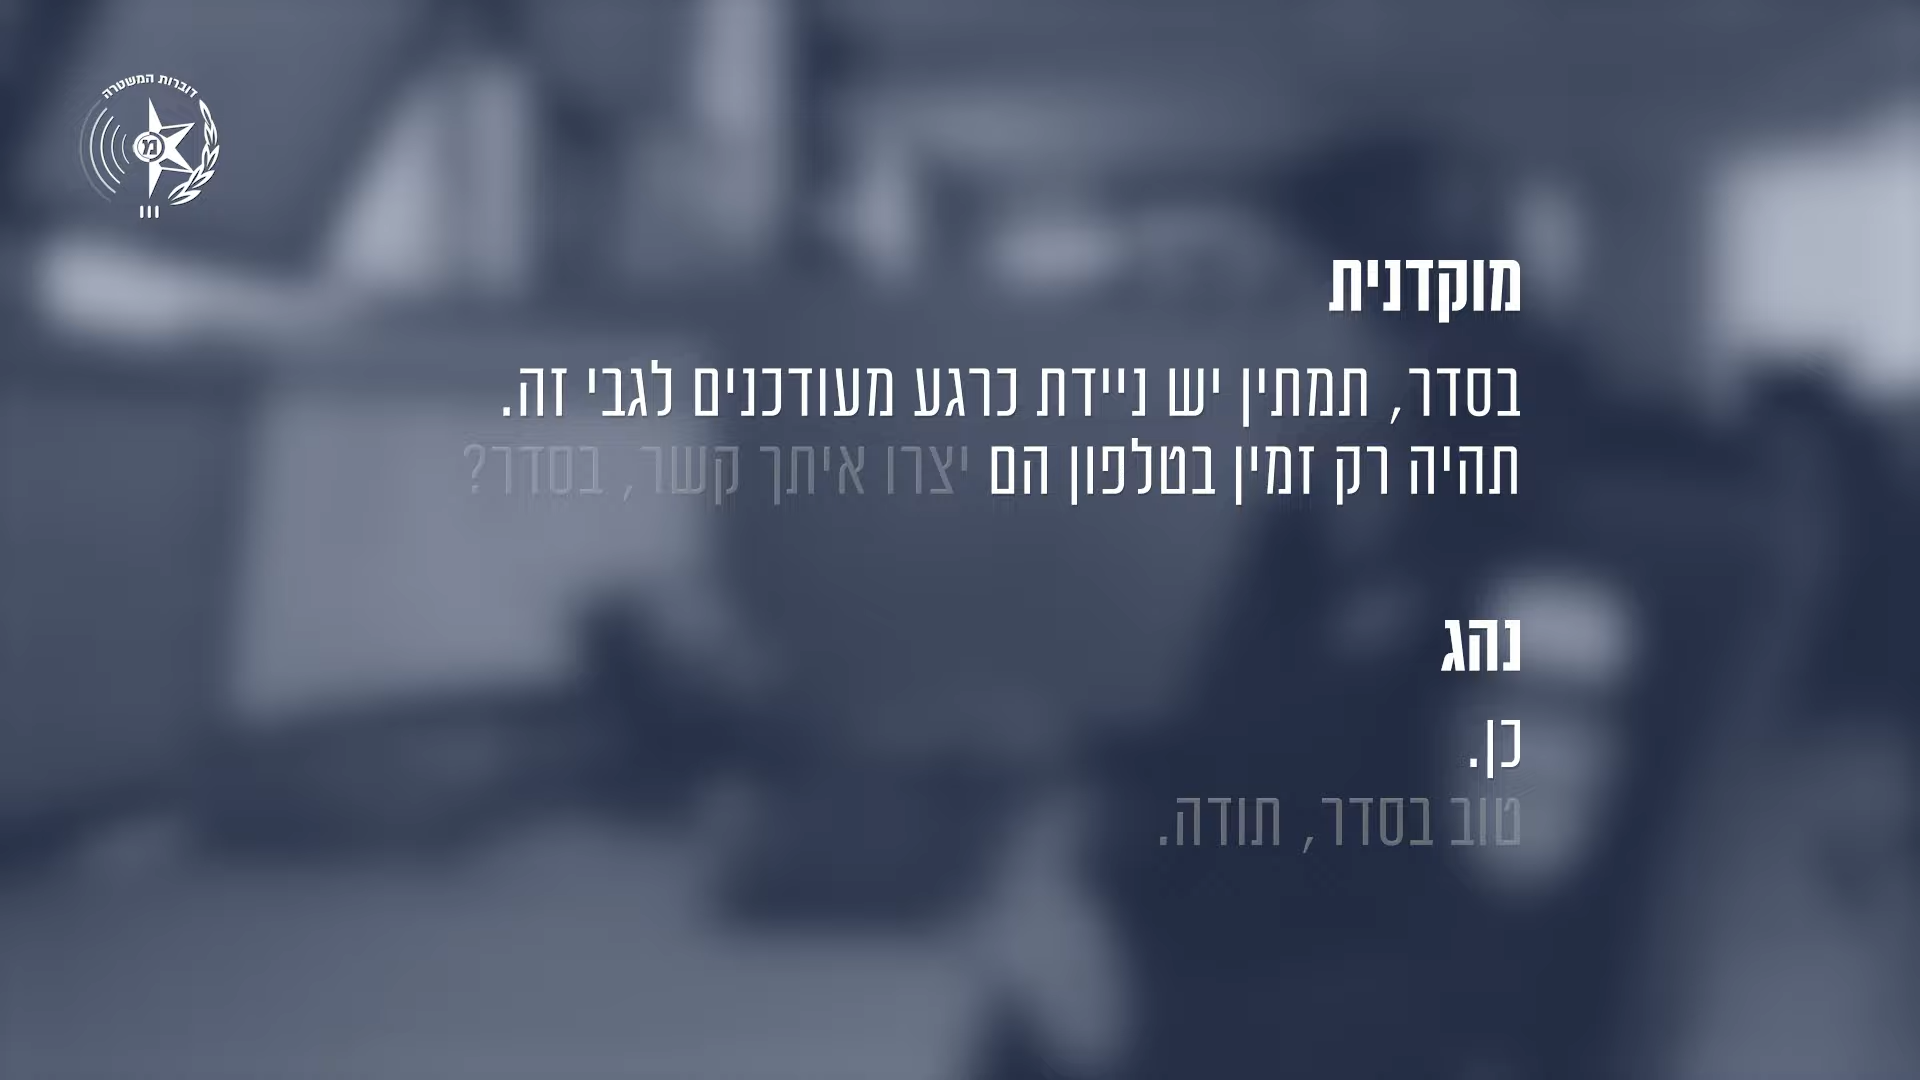 דוברות המשטרה
מ
מוקדנית
בסדר, תמתין יש ניידת כרגע מעודכנים לגבי זה.
תהיה רק זמין בטלפון הם יצרו איתך קשר, בסדר?
נהג
כן.
טוב בסדר, תודה.